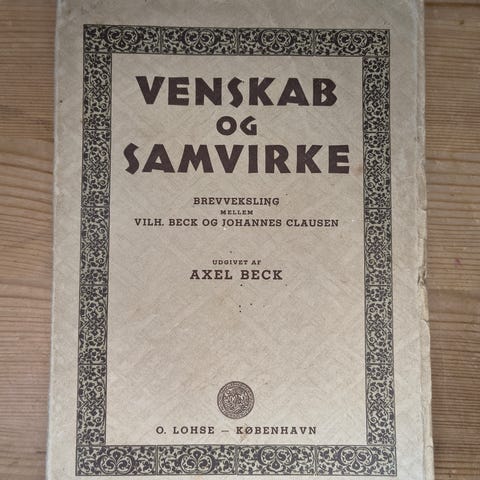 VENSKAB
OG
SAMVIRKE
BREVVEKSLING
MELLEM
VILH. BECK OG JOHANNES CLAUSEN
UDGIVET AF
AXEL BECK
O. LOHSE — KØBENHAVN